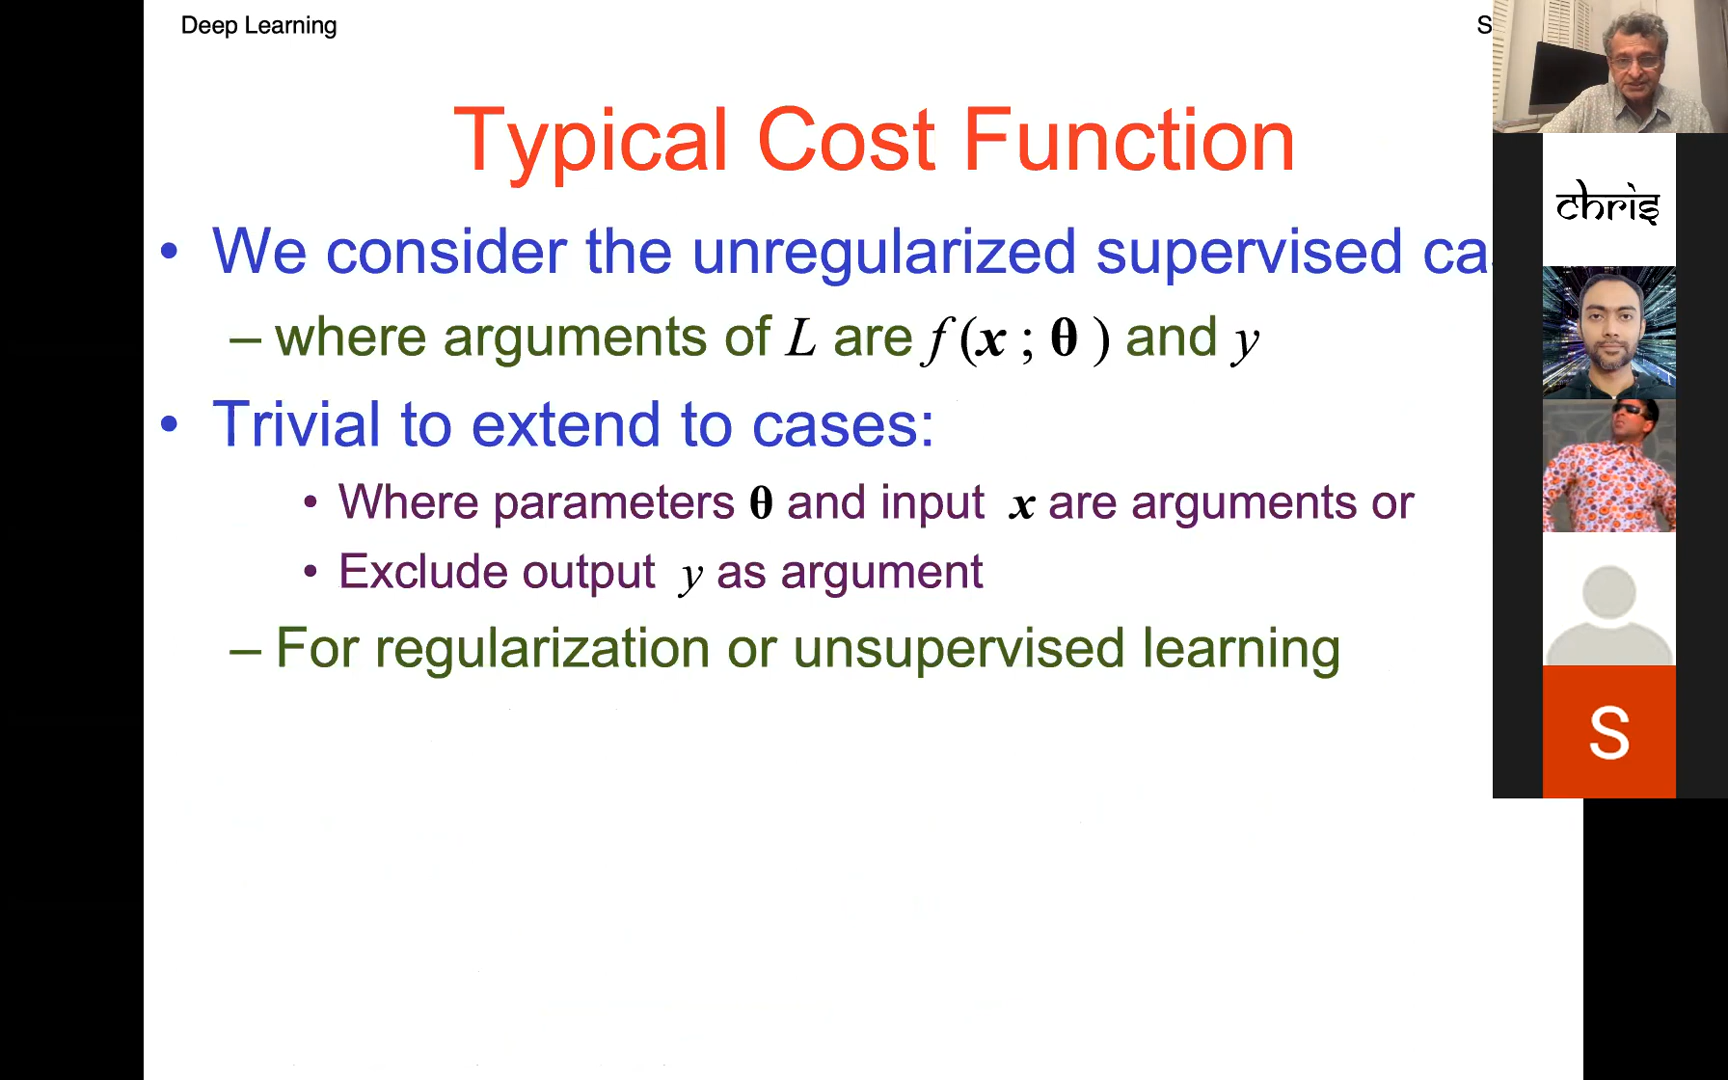 Deep Learning
Typical Cost Function
• We consider the unregularized supervised
– where arguments of L are f (x ; θ ) and y
• Trivial to extend to cases:
• Where parameters θ and input x are arguments or
• Exclude output y as argument
– For regularization or unsupervised learning
chris
S